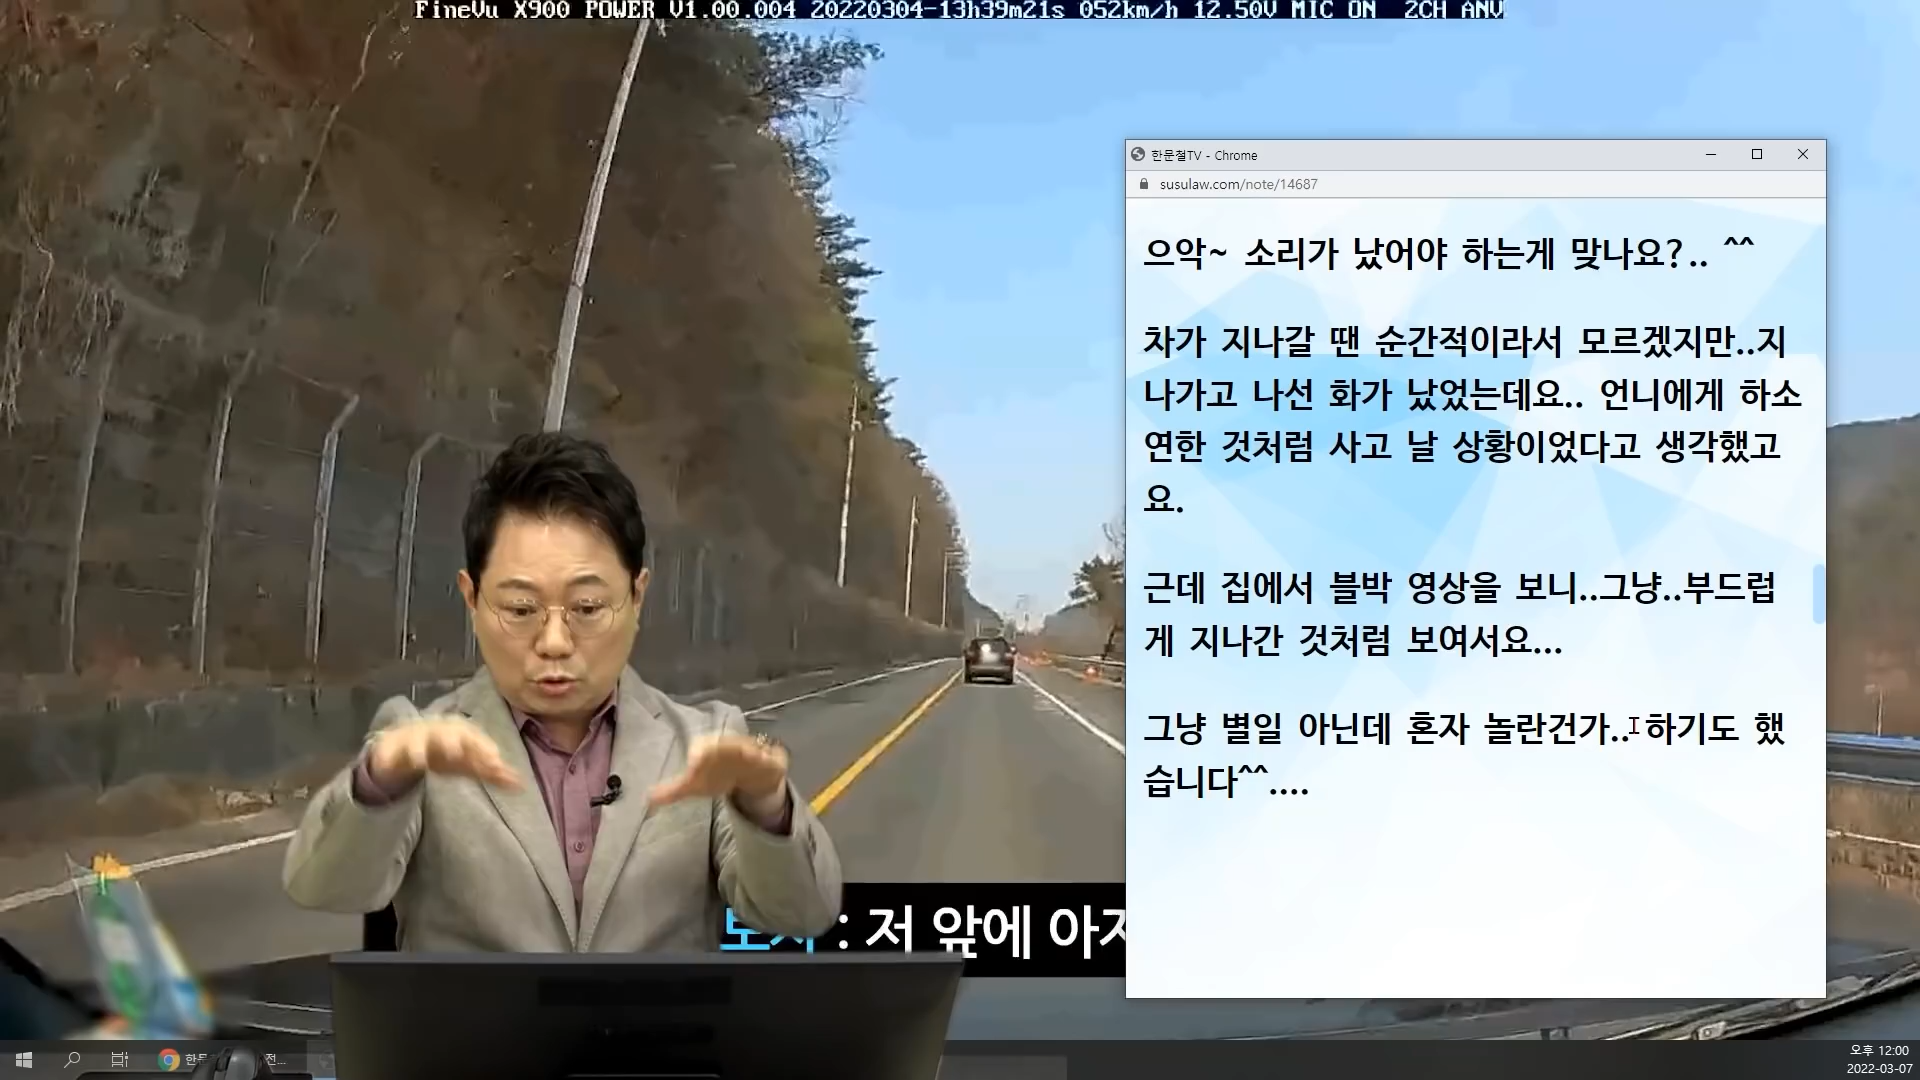 FineVu X900 POWER V1.00.004 20220304-13h39m21s 052km/h 12.50V MIC ON 2CH ANV
한문철TV - Chrome
susulaw.com/note/14687
으악~ 소리가 났어야 하는게 맞나요?.. ^^
차가 지나갈 땐 순간적이라서 모르겠지만..지
나가고 나선 화가 났었는데요.. 언니에게 하소
연한 것처럼 사고 날 상황이었다고 생각했고
요.
근데 집에서 블박 영상을 보니..그냥..부드럽
게 지나간 것처럼 보여서요...
그냥 별일 아닌데 혼자 놀란건가.. 하기도 했
습니다^^....
: 저 앞에
오후 12:00
2022-03-07